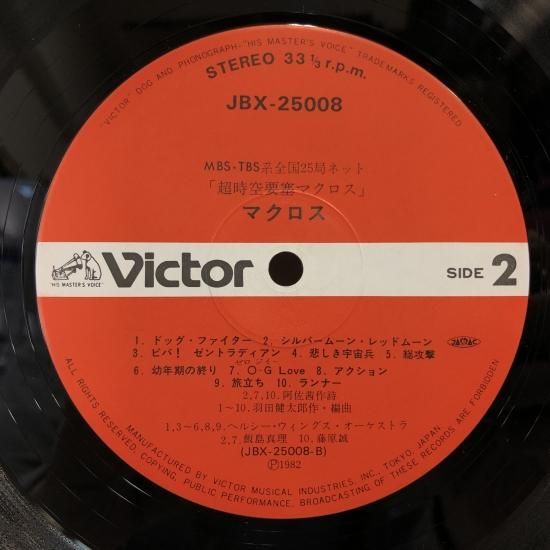 "VICTOR" DOG AND PHONOGRAPH-"HIS MASTER'S VOICE" TRADEMARKS REGISTERED
STEREO 33 1/3 r.p.m.
JBX-25008
MBS・TBS系全国25局ネット
「超時空要塞マクロス」
マクロス
"HIS MASTER'S VOICE"
Victor
SIDE 2
1. ドッグ・ファイター 2. シルバームーン・レッドムーン
3. ビバ! ゼントラディアン 4. 悲しき宇宙兵 5. 総攻撃
ゼロ ジィー
6. 幼年期の終り 7. O-G Love 8. アクション
9. 旅立ち 10. ランナー
JASRAC
2,7,10.阿佐茜作詩
1~10.羽田健太郎作・編曲
1,3~6,8,9.ヘルシー・ウィングス・オーケストラ
2,7.飯島真理 10.藤原誠
(JBX-25008-B)
Ⓟ1982
ALL RIGHTS RESERVED. COPYING, PUBLIC PERFORMANCE, BROADCASTING OF THESE RECORDS ARE FORBIDDEN
MANUFACTURED BY VICTOR MUSICAL INDUSTRIES, INC., TOKYO, JAPAN.